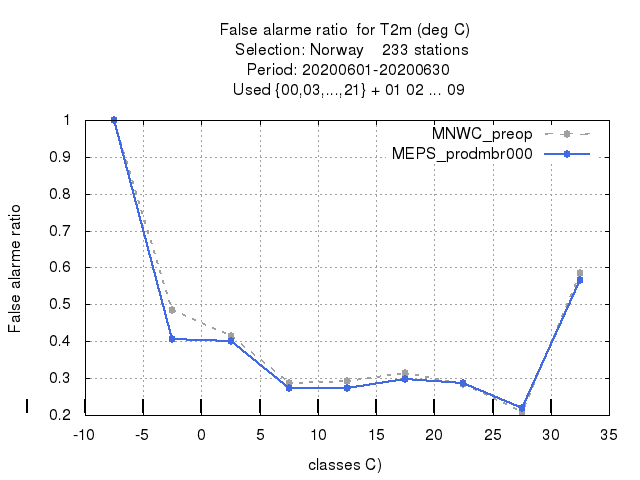 False alarme ratio  for T2m (deg C)
Selection: Norway    233 stations
Period: 20200601-20200630
Used {00,03,...,21} + 01 02 ... 09
MNWC_preop
MEPS_prodmbr000
False alarme ratio
1
0.9
0.8
0.7
0.6
0.5
0.4
0.3
0.2
-10 -5 0 5 10 15 20 25 30 35
classes C)